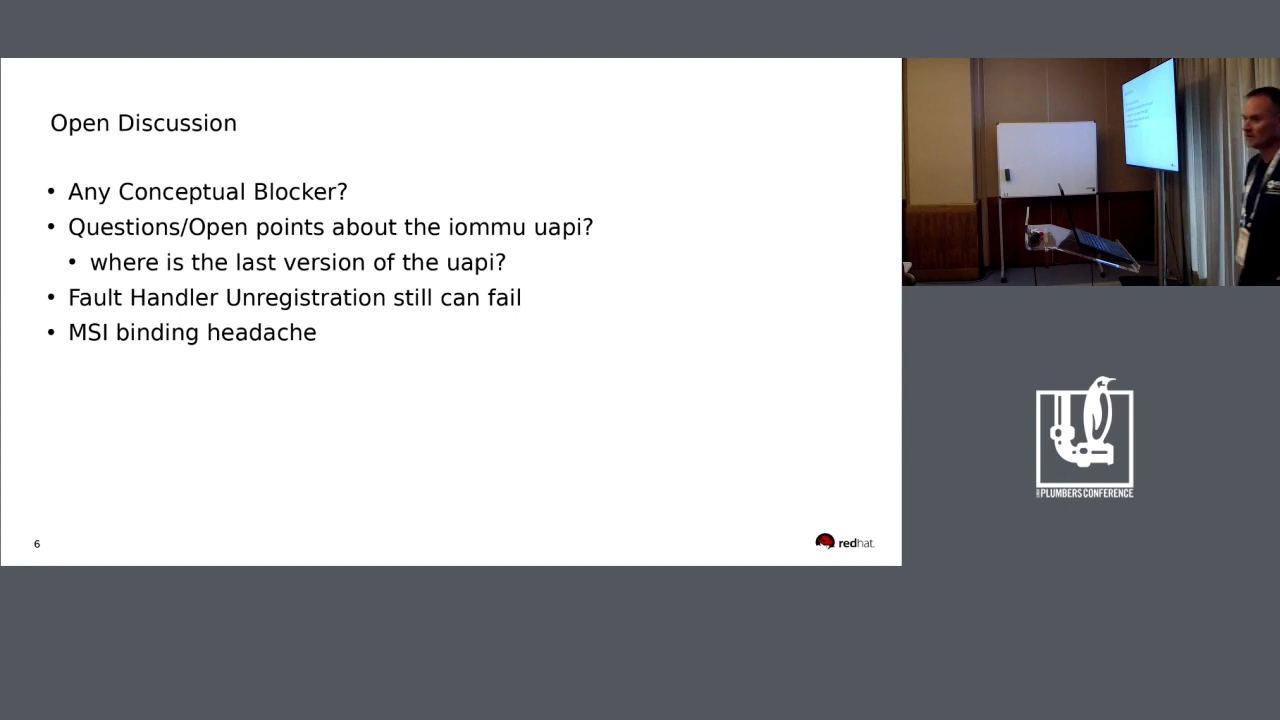 Open Discussion
• Any Conceptual Blocker?
• Questions/Open points about the iommu uapi?
• where is the last version of the uapi?
• Fault Handler Unregistration still can fail
• MSI binding headache
6
redhat.
PLUMBERS CONFERENCE